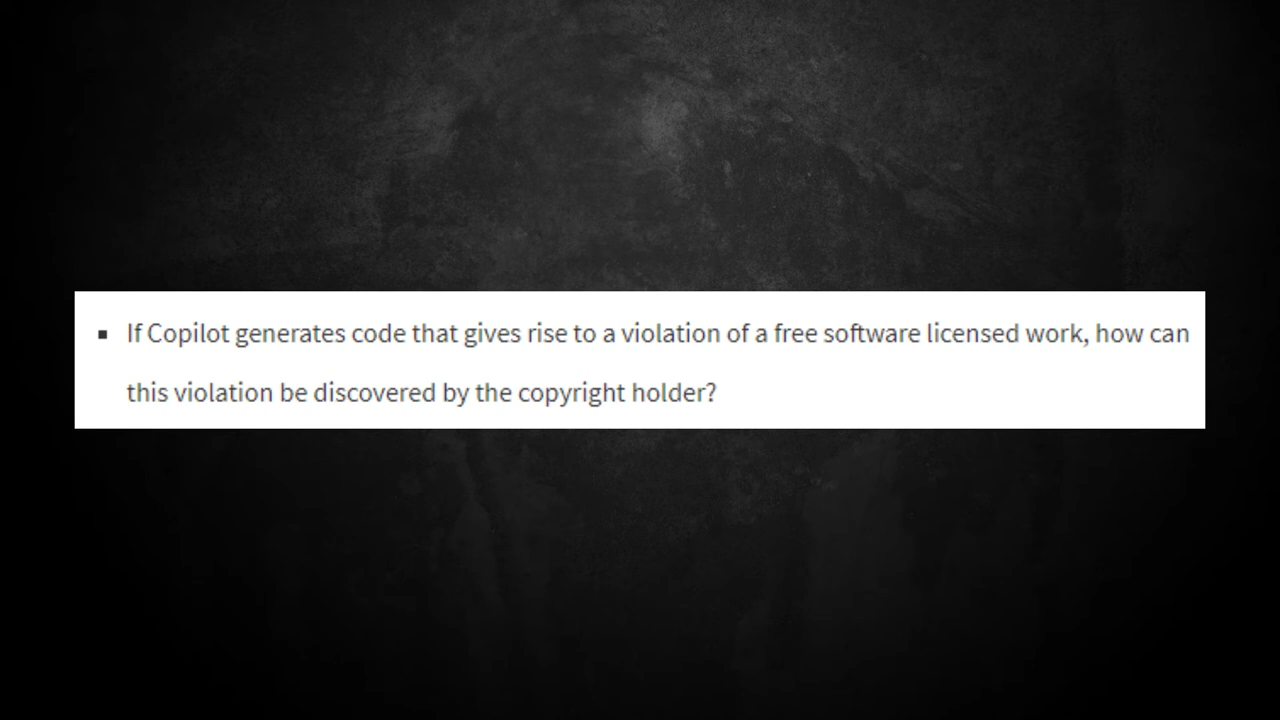 ▪ If Copilot generates code that gives rise to a violation of a free software licensed work, how can
this violation be discovered by the copyright holder?